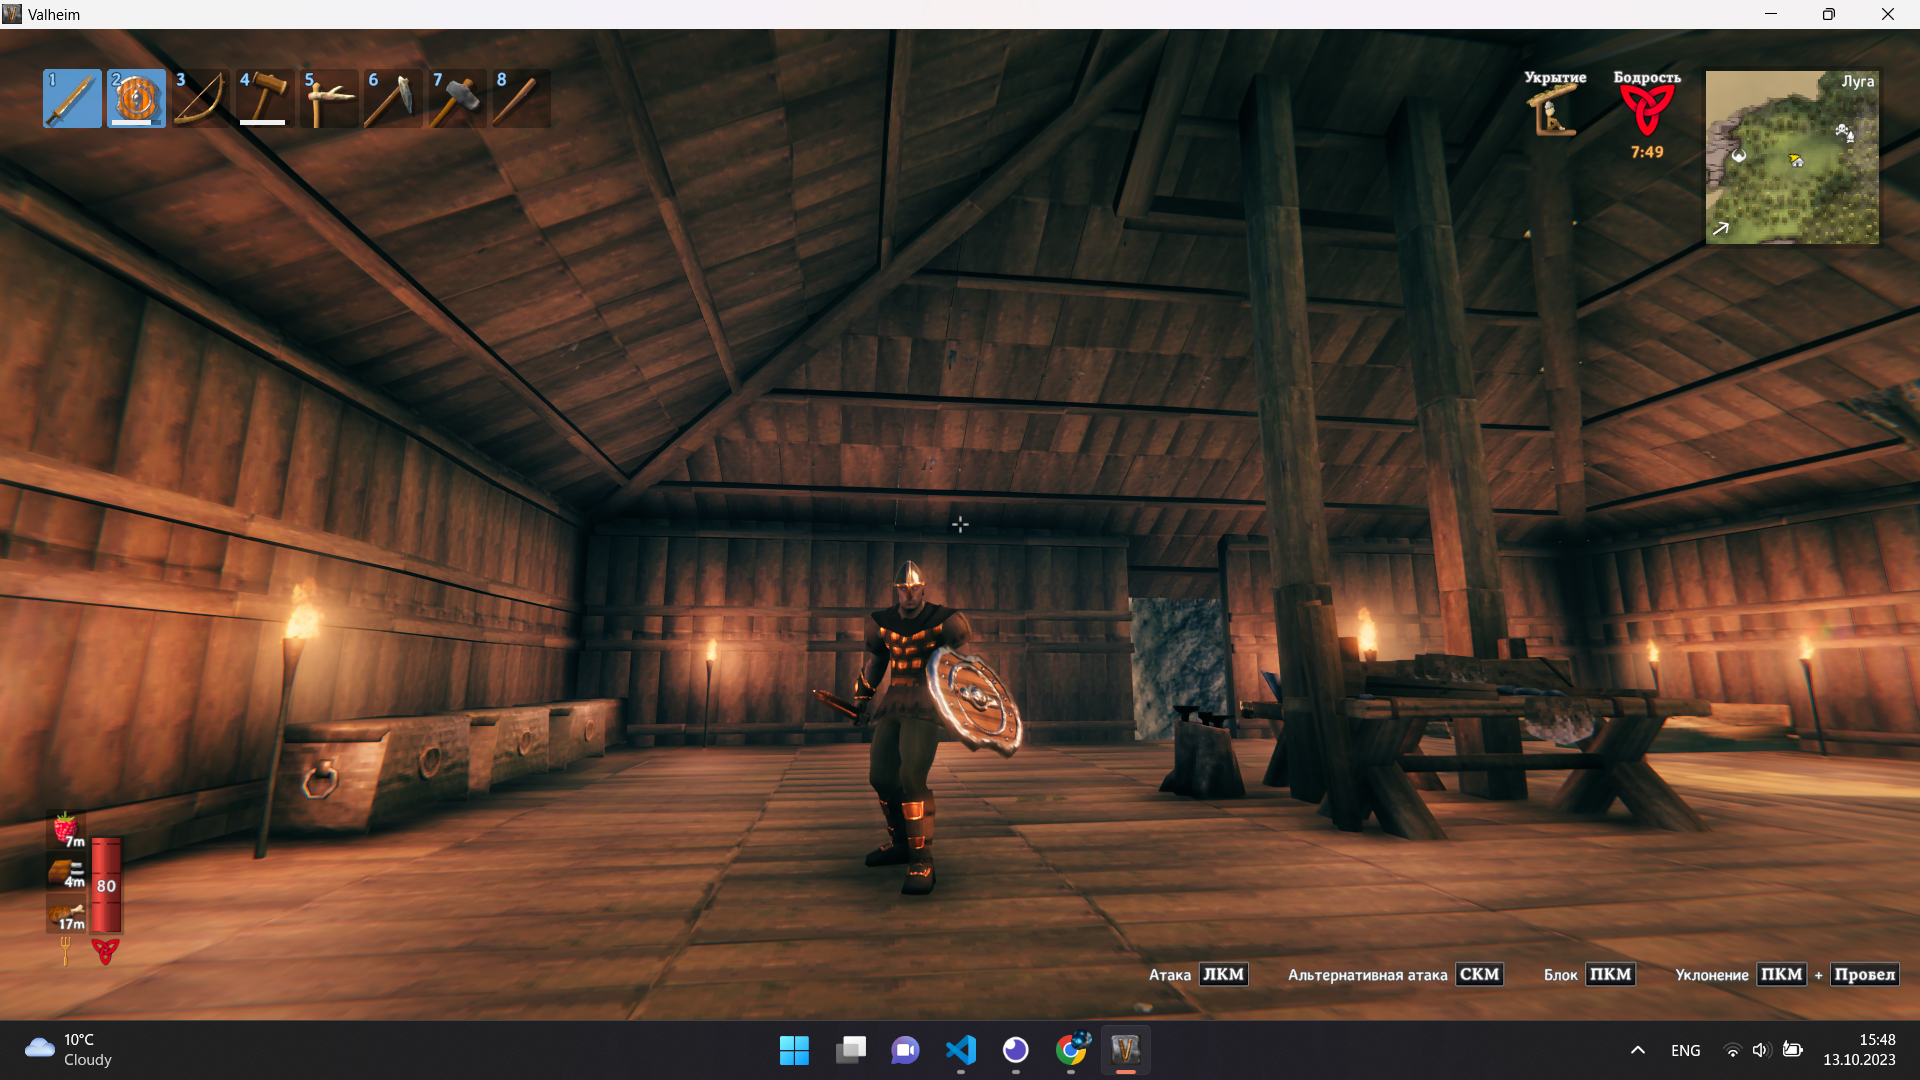 Valheim
1 2 3 4 5 6 7 8
Укрытие
Бодрость
7:49
Луга
7m
4m
80
17m
Атака ЛКМ Альтернативная атака СКМ Блок ПКМ Уклонение ПКМ + Пробел
10°C
Cloudy
ENG
15:48
13.10.2023